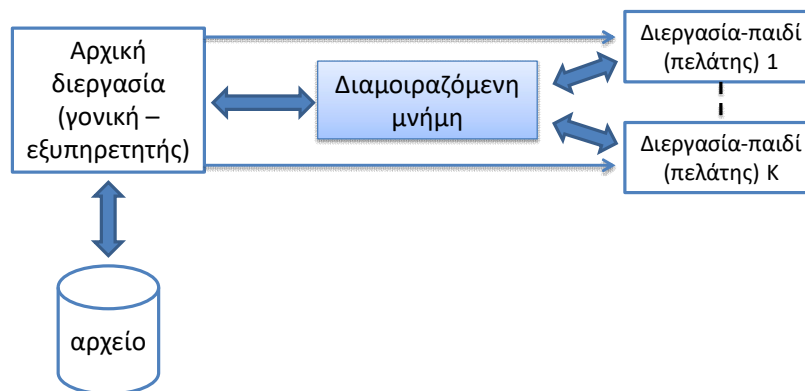 Αρχική
διεργασία
(γονική –
εξυπηρετητής)
Διαμοιραζόμενη
μνήμη
Διεργασία-παιδί
(πελάτης) 1
Διεργασία-παιδί
(πελάτης) Κ
αρχείο